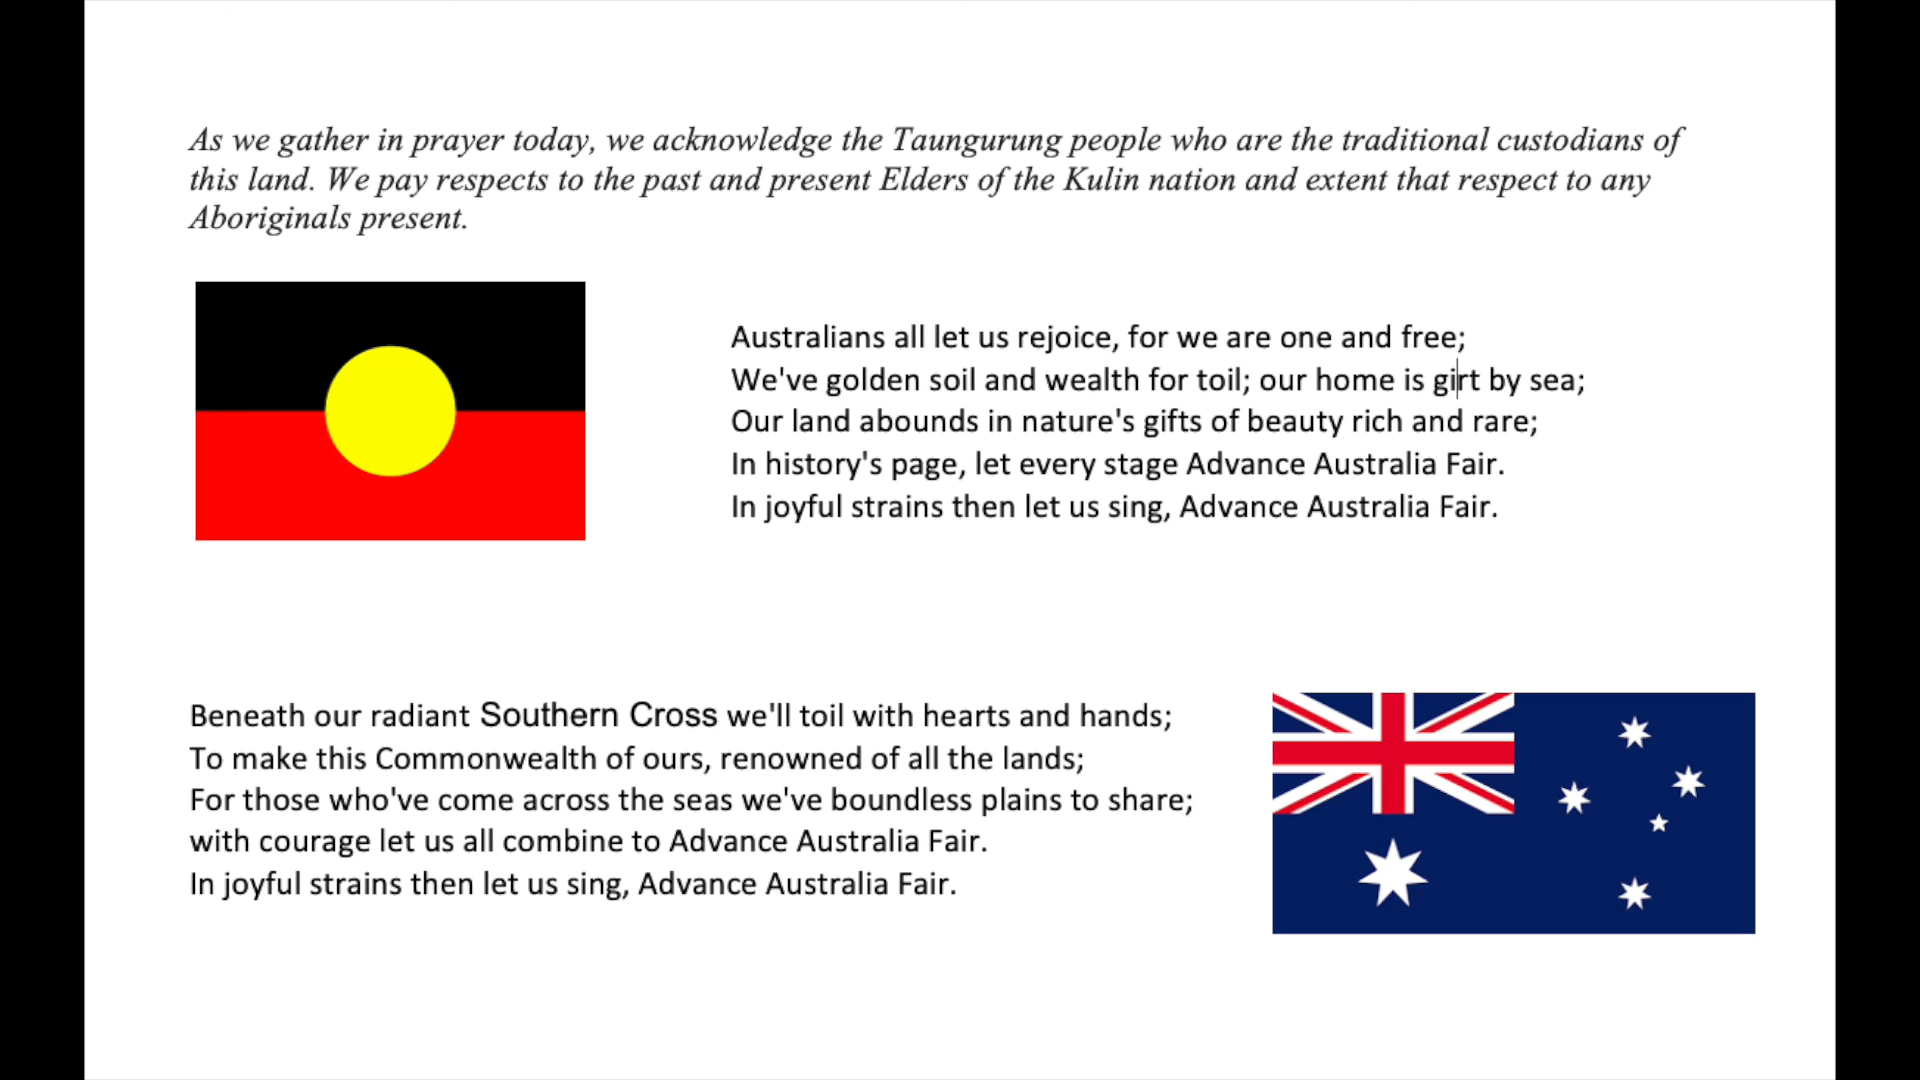 As we gather in prayer today, we acknowledge the Taungurung people who are the traditional custodians of
this land. We pay respects to the past and present Elders of the Kulin nation and extent that respect to any
Aboriginals present.
Australians all let us rejoice, for we are one and free;
We've golden soil and wealth for toil; our home is girt by sea;
Our land abounds in nature's gifts of beauty rich and rare;
In history's page, let every stage Advance Australia Fair.
In joyful strains then let us sing, Advance Australia Fair.
Beneath our radiant Southern Cross we'll toil with hearts and hands;
To make this Commonwealth of ours, renowned of all the lands;
For those who've come across the seas we've boundless plains to share;
with courage let us all combine to Advance Australia Fair.
In joyful strains then let us sing, Advance Australia Fair.